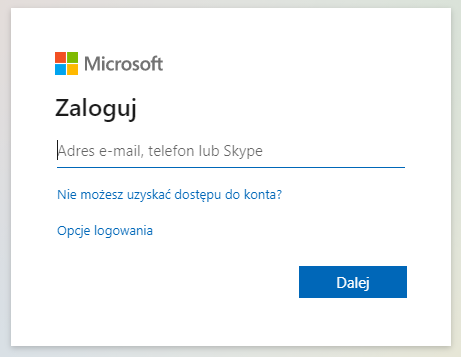 Microsoft
Zaloguj
Adres e-mail, telefon lub Skype
Nie możesz uzyskać dostępu do konta?
Opcje logowania
Dalej